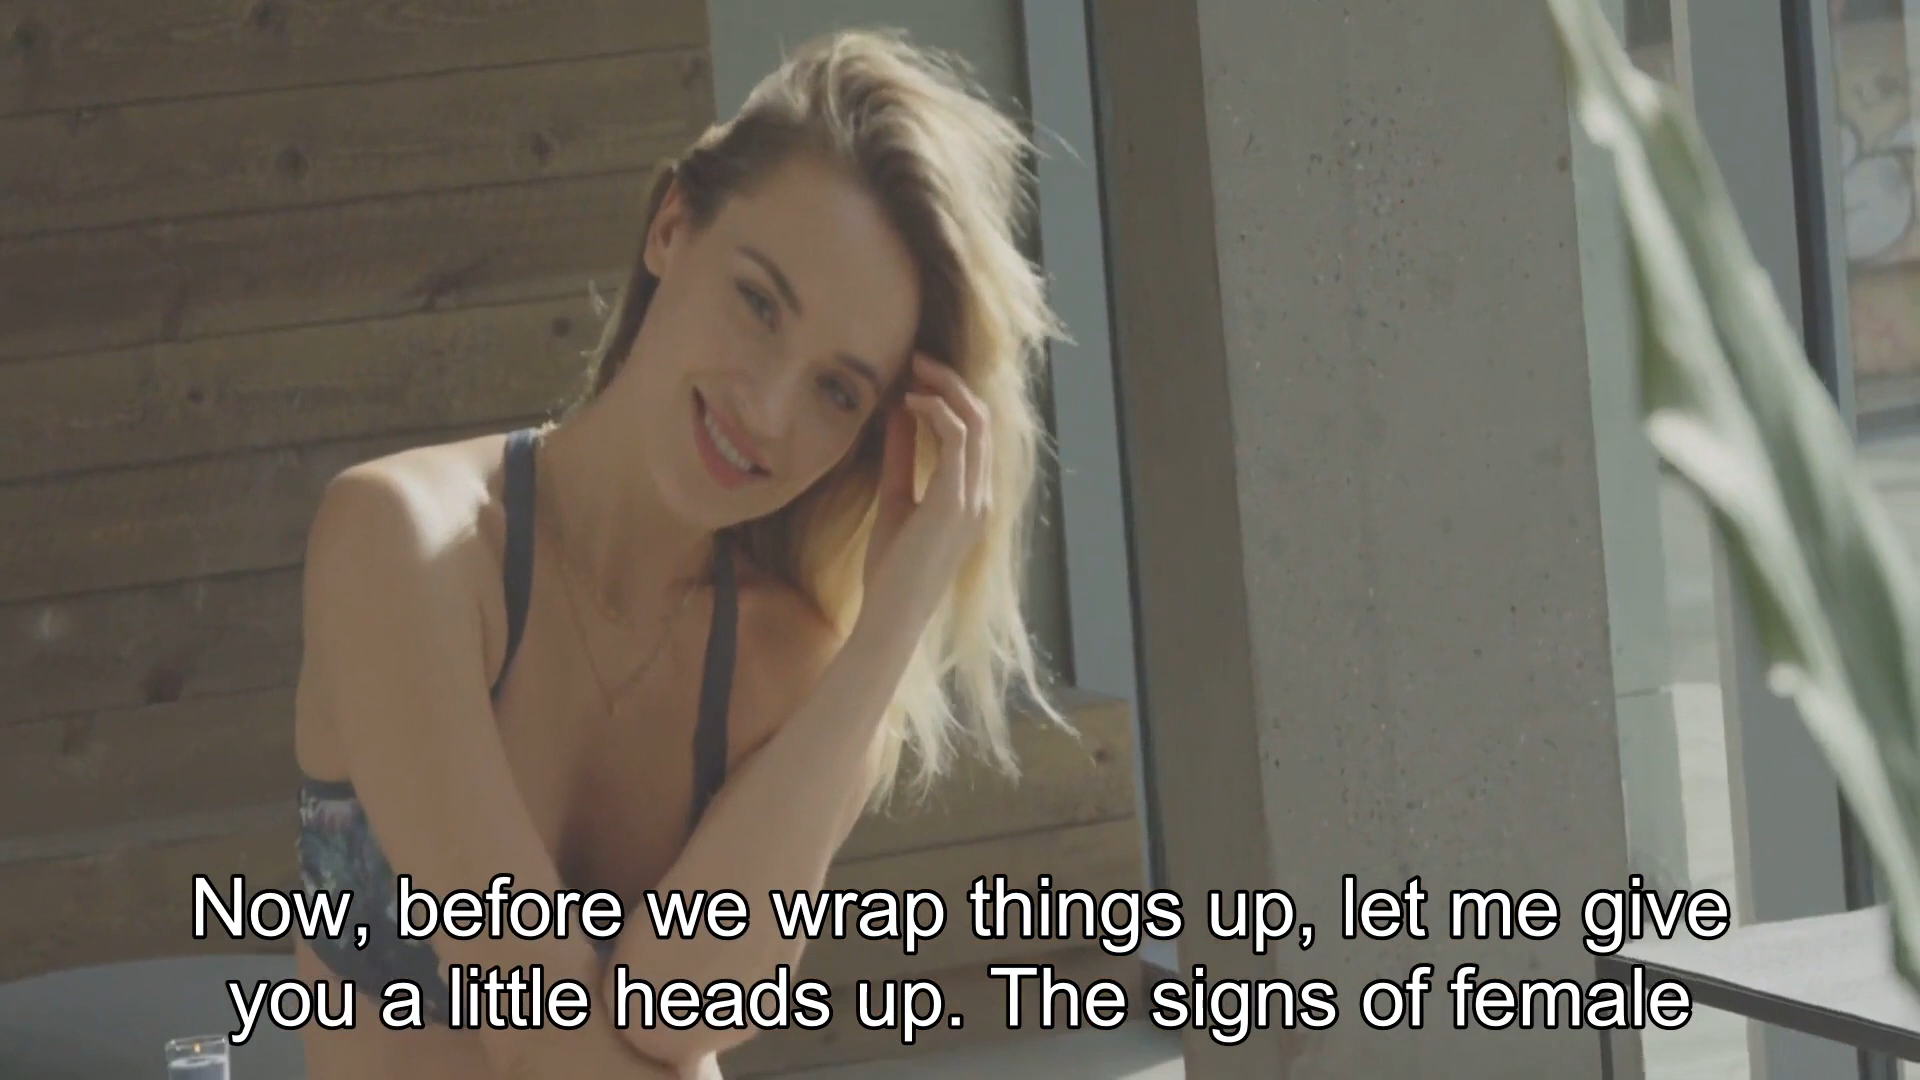 Now, before we wrap things up, let me give
you a little heads up. The signs of female